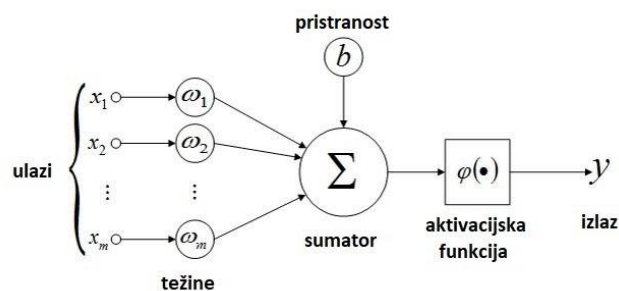 pristranost
b
x₁ ω₁
x₂ ω₂
ulazi
⋮ ⋮
Σ φ(•) y
xₘ ωₘ
sumator
aktivacijska
funkcija
izlaz
težine